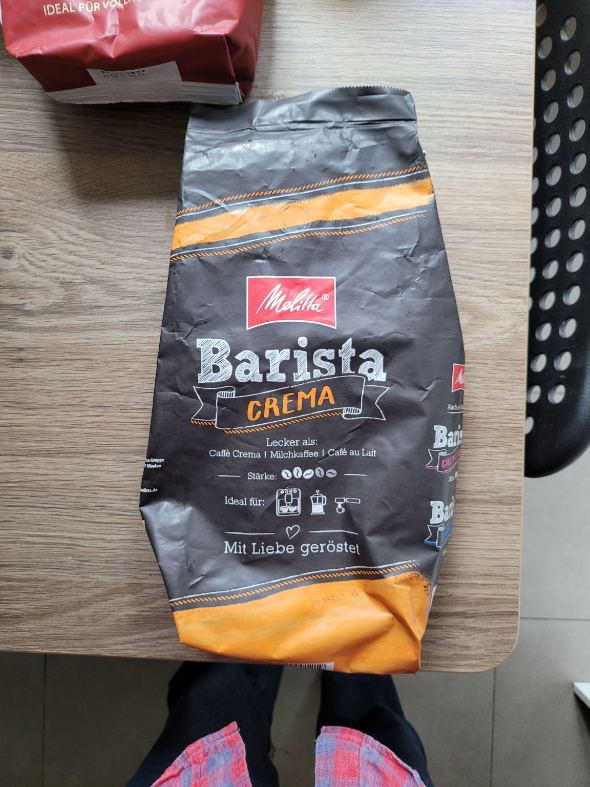 IDEAL FÜR
Melitta®
Barista
CREMA
Lecker als:
Caffè Crema | Milchkaffee | Café au Lait
Stärke:
Ideal für:
Mit Liebe geröstet